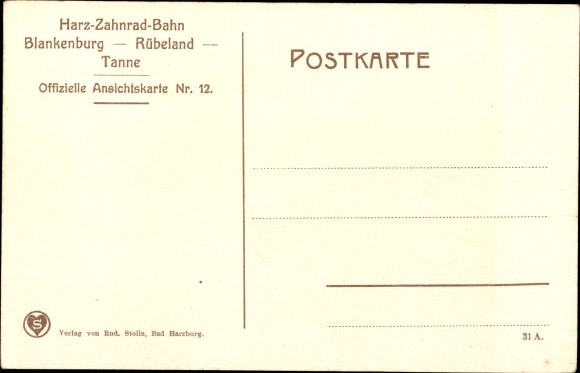 Harz-Zahnrad-Bahn
Blankenburg — Rübeland —
Tanne
Offizielle Ansichtskarte Nr. 12.
POSTKARTE
S
Verlag von Rud. Stolle, Bad Harzburg.
31 A.